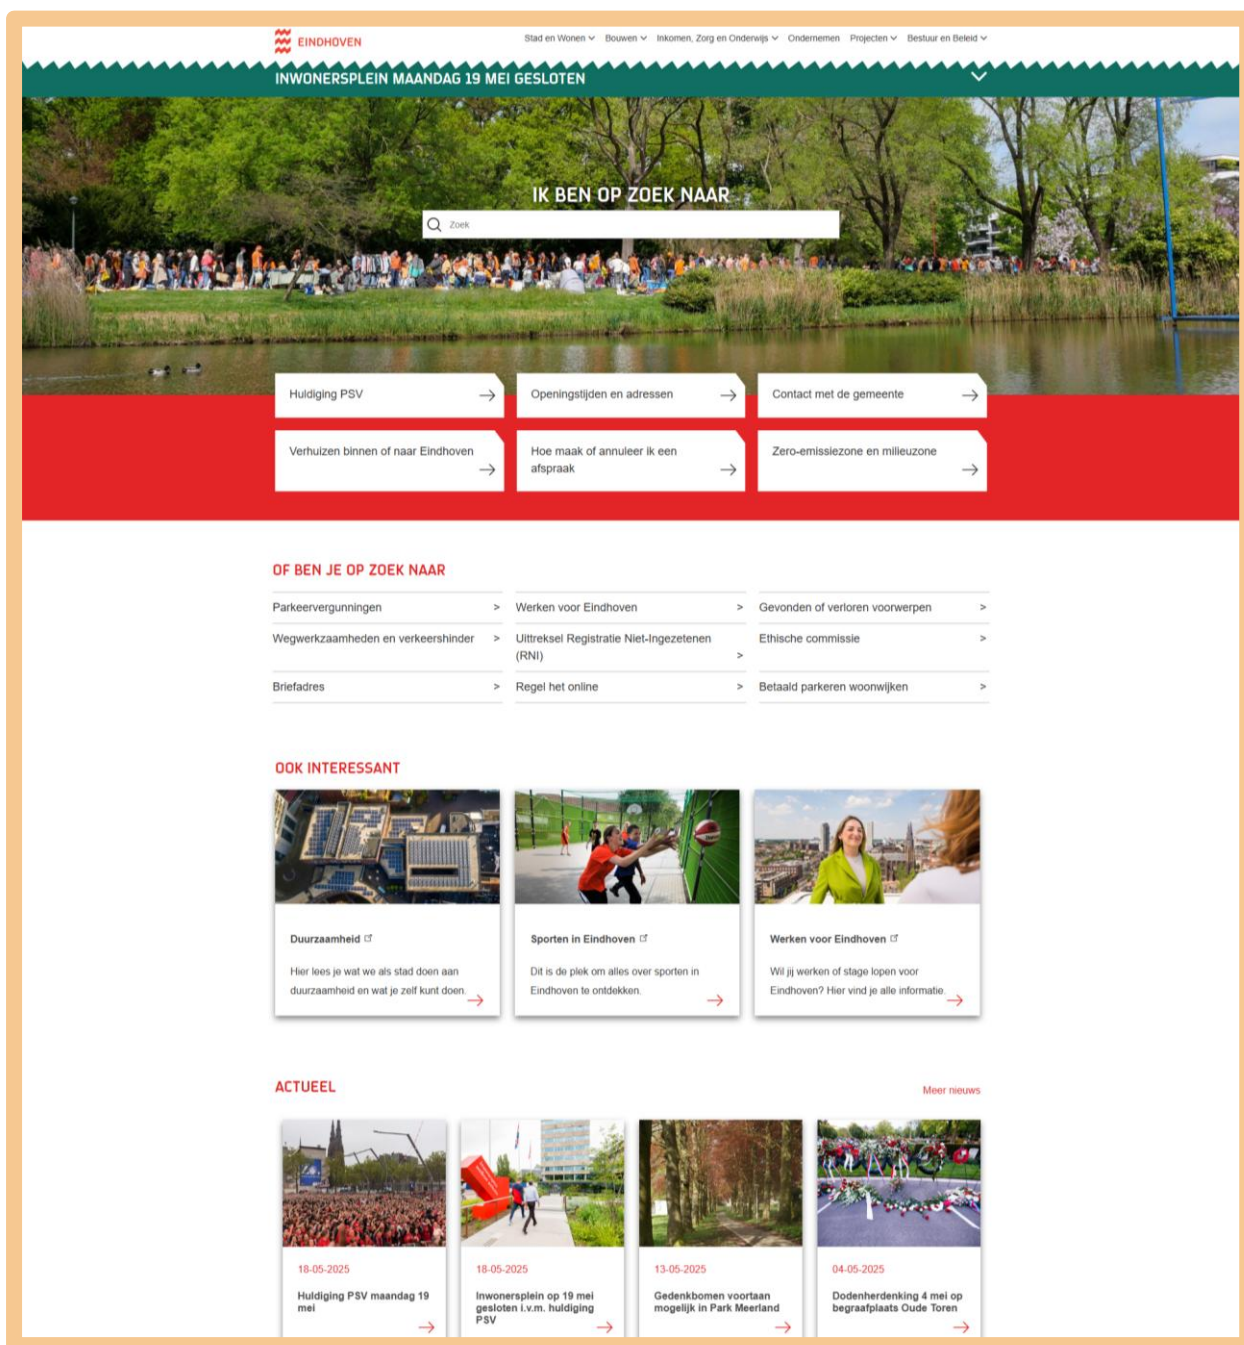 EINDHOVEN
Stad en Wonen Bouwen Inkomen, Zorg en Onderwijs Ondernemen Projecten Bestuur en Beleid
INWONERSPLEIN MAANDAG 19 MEI GESLOTEN
IK BEN OP ZOEK NAAR
Zoek
Huldiging PSV
Openingstijden en adressen
Contact met de gemeente
Verhuizen binnen of naar Eindhoven
Hoe maak of annuleer ik een
afspraak
Zero-emissiezone en milieuzone
OF BEN JE OP ZOEK NAAR
Parkeervergunningen >
Werken voor Eindhoven >
Gevonden of verloren voorwerpen >
Wegwerkzaamheden en verkeershinder >
Uittreksel Registratie Niet-Ingezetenen
(RNI) >
Ethische commissie >
Briefadres >
Regel het online >
Betaald parkeren woonwijken >
OOK INTERESSANT
Duurzaamheid
Hier lees je wat we als stad doen aan
duurzaamheid en wat je zelf kunt doen.
Sporten in Eindhoven
Dit is de plek om alles over sporten in
Eindhoven te ontdekken.
Werken voor Eindhoven
Wil jij werken of stage lopen voor
Eindhoven? Hier vind je alle informatie.
ACTUEEL
Meer nieuws
18-05-2025
Huldiging PSV maandag 19
mei
18-05-2025
Inwonersplein op 19 mei
gesloten i.v.m. huldiging
PSV
13-05-2025
Gedenkbomen voortaan
mogelijk in Park Meerland
04-05-2025
Dodenherdenking 4 mei op
begraafplaats Oude Toren